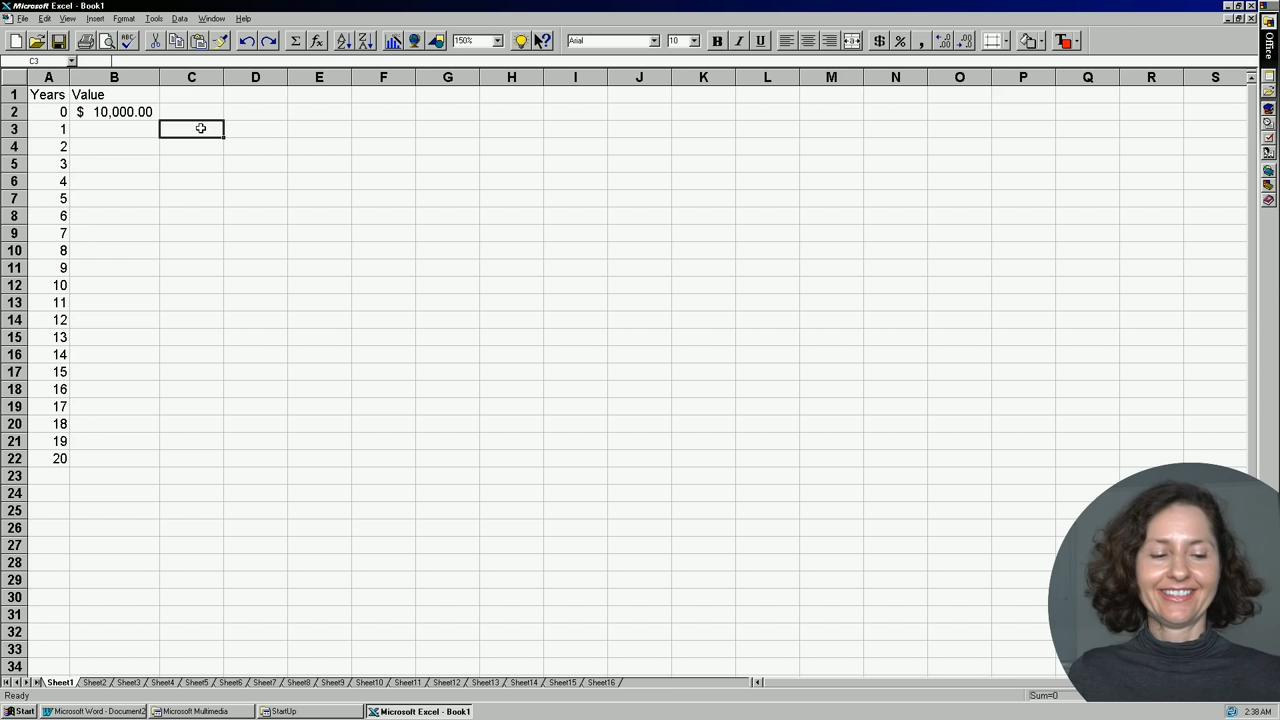 Microsoft Excel - Book1
File Edit View Insert Format Tools Data Window Help
150% Arial 10 B I U $ % ,
C3
A B C D E F G H I J K L M N O P Q R S
1 Years Value
2 0 $ 10,000.00
3 1
4 2
5 3
6 4
7 5
8 6
9 7
10 8
11 9
12 10
13 11
14 12
15 13
16 14
17 15
18 16
19 17
20 18
21 19
22 20
23
24
25
26
27
28
29
30
31
32
33
34
Office
Sheet1 Sheet2 Sheet3 Sheet4 Sheet5 Sheet6 Sheet7 Sheet8 Sheet9 Sheet10 Sheet11 Sheet12 Sheet13 Sheet14 Sheet15 Sheet16
Ready Sum=0
Start Microsoft Word - Document2 Microsoft Multimedia StartUp Microsoft Excel - Book1 2:38 AM